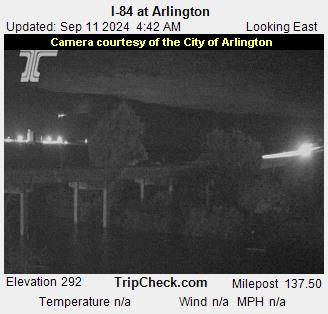 I-84 at Arlington
Updated: Sep 11 2024 4:42 AM Looking East
Camera courtesy of the City of Arlington
Elevation 292 TripCheck.com Milepost 137.50
Temperature n/a Wind n/a MPH n/a